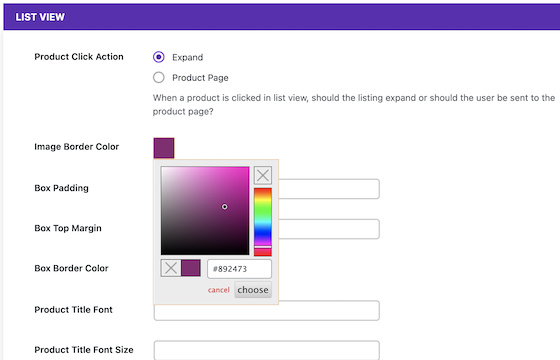 LIST VIEW
Product Click Action
Expand
Product Page
When a product is clicked in list view, should the listing expand or should the user be sent to the
product page?
Image Border Color
Box Padding
Box Top Margin
Box Border Color
#892473
cancel choose
Product Title Font
Product Title Font Size